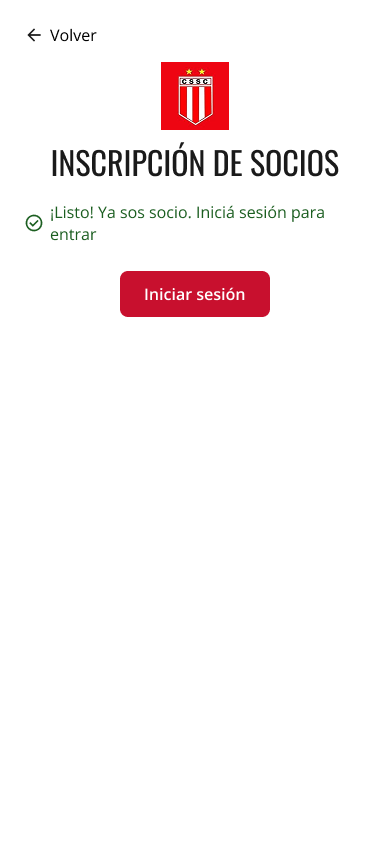 Volver
CSSC
INSCRIPCIÓN DE SOCIOS
¡Listo! Ya sos socio. Iniciá sesión para
entrar
Iniciar sesión